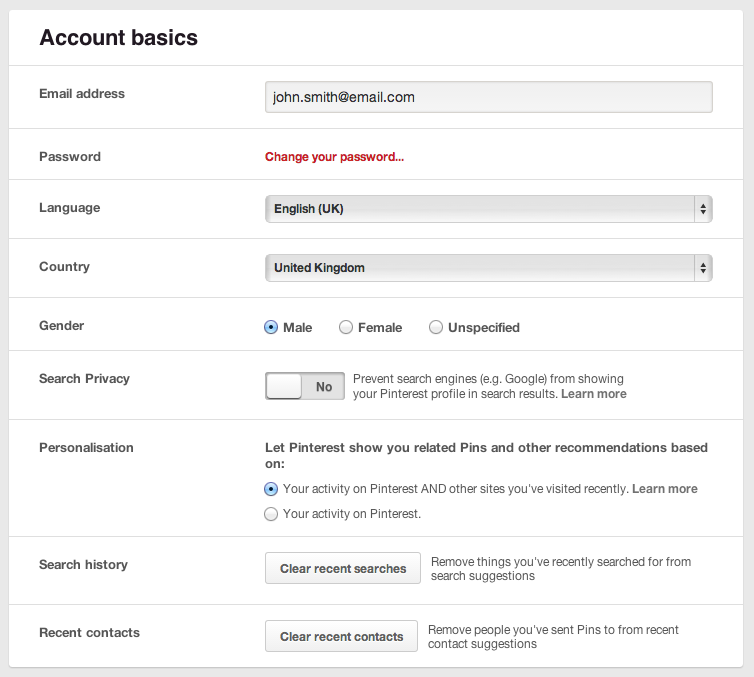 Account basics
Email address
john.smith@email.com
Password
Change your password...
Language
English (UK)
Country
United Kingdom
Gender
Male Female Unspecified
Search Privacy
No
Prevent search engines (e.g. Google) from showing
your Pinterest profile in search results. Learn more
Personalisation
Let Pinterest show you related Pins and other recommendations based
on:
Your activity on Pinterest AND other sites you've visited recently. Learn more
Your activity on Pinterest.
Search history
Clear recent searches
Remove things you've recently searched for from
search suggestions
Recent contacts
Clear recent contacts
Remove people you've sent Pins to from recent
contact suggestions